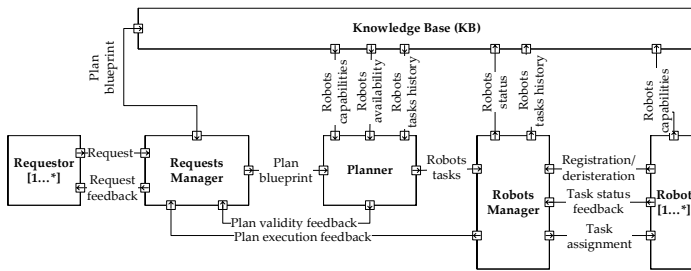 Knowledge Base (KB)
Plan
blueprint
Robots
capabilities
Robots
availability
Robots
tasks history
Robots
status
Robots
tasks history
Robots
capabilities
Requestor
[1...*]
Request
Request
feedback
Requests
Manager
Plan
blueprint
Planner
Robots
tasks
Robots
Manager
Registration/
deristeration
Task status
feedback
Task
assignment
Robot
[1...*]
Plan validity feedback
Plan execution feedback